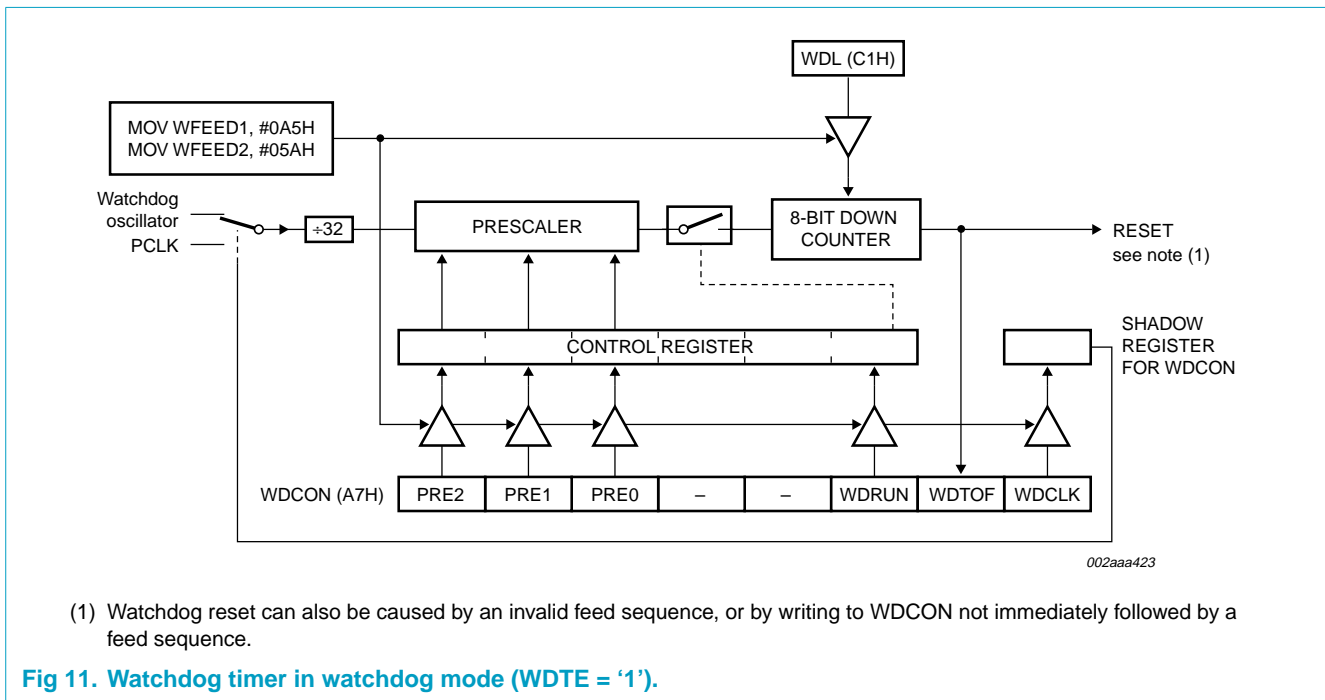 WDL (C1H)
MOV WFEED1, #0A5H
MOV WFEED2, #05AH
Watchdog
oscillator
PCLK
÷32
PRESCALER
8-BIT DOWN
COUNTER
RESET
see note (1)
CONTROL REGISTER
SHADOW
REGISTER
FOR WDCON
WDCON (A7H)
PRE2
PRE1
PRE0
–
–
WDRUN
WDTOF
WDCLK
002aaa423
(1) Watchdog reset can also be caused by an invalid feed sequence, or by writing to WDCON not immediately followed by a
feed sequence.
Fig 11. Watchdog timer in watchdog mode (WDTE = ‘1’).